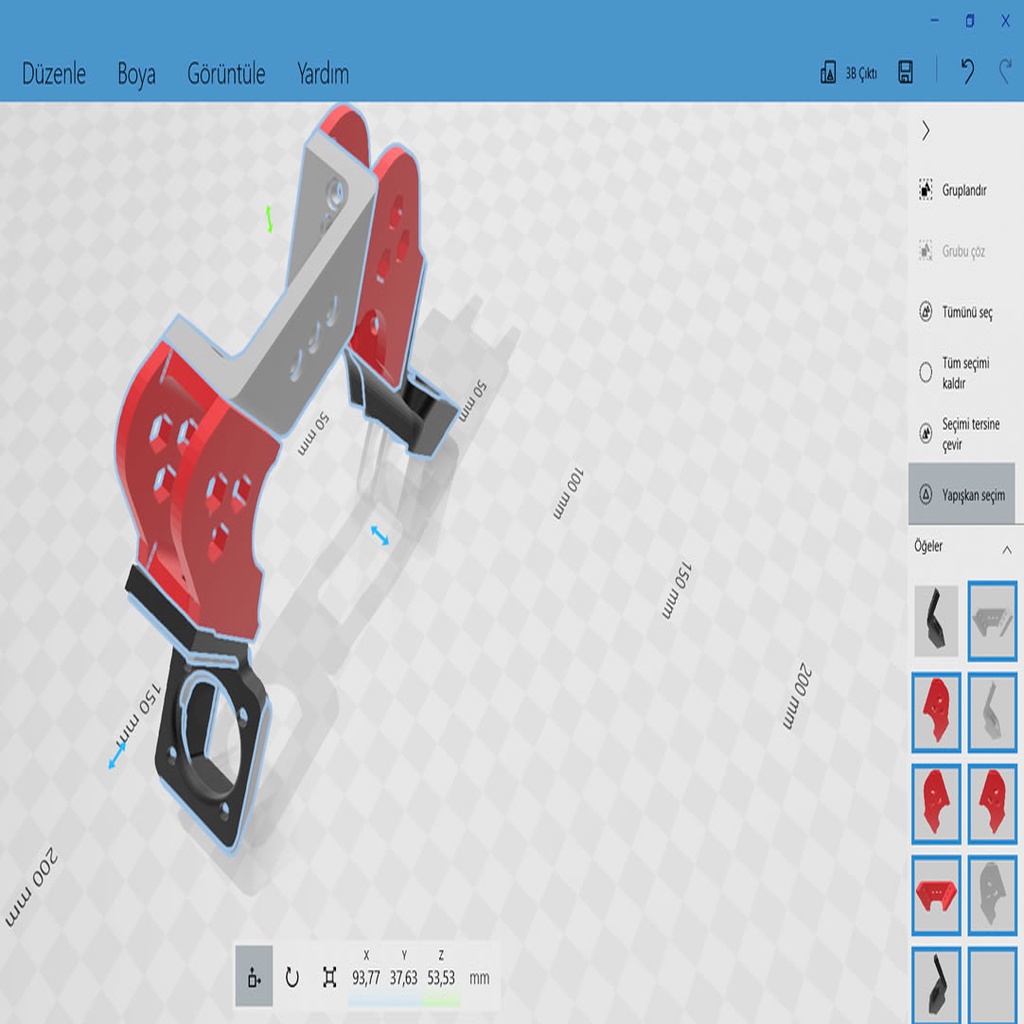 Düzenle Boya Görüntüle Yardım
3B Çıktı
Gruplandır
Grubu çöz
Tümünü seç
Tüm seçimi
kaldır
Seçimi tersine
çevir
Yapışkan seçim
Öğeler
50 mm
50 mm
100 mm
150 mm
200 mm
150 mm
200 mm
X Y Z
93,77 37,63 53,53 mm